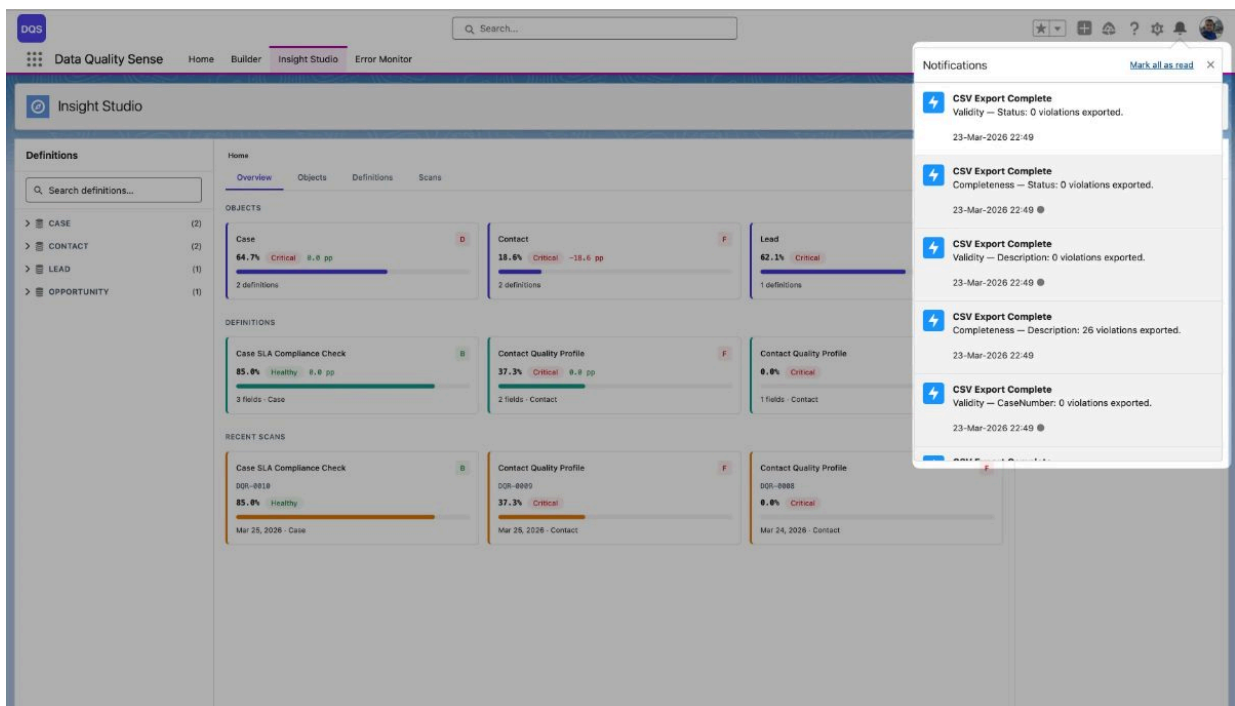 DQS
Search...
Data Quality Sense
Home
Builder
Insight Studio
Error Monitor
Insight Studio
Definitions
Search definitions...
CASE (2)
CONTACT (2)
LEAD (1)
OPPORTUNITY (1)
Home
Overview
Objects
Definitions
Scans
OBJECTS
Case D
64.7% Critical 0.0 pp
2 definitions
Contact F
18.6% Critical -18.6 pp
2 definitions
Lead
62.1% Critical
1 definitions
DEFINITIONS
Case SLA Compliance Check B
85.0% Healthy 0.0 pp
3 fields · Case
Contact Quality Profile F
37.3% Critical 0.0 pp
2 fields · Contact
Contact Quality Profile
0.0% Critical
1 fields · Contact
RECENT SCANS
Case SLA Compliance Check B
DQR-0010
85.0% Healthy
Mar 25, 2026 · Case
Contact Quality Profile F
DQR-0009
37.3% Critical
Mar 25, 2026 · Contact
Contact Quality Profile F
DQR-0008
0.0% Critical
Mar 24, 2026 · Contact
Notifications
Mark all as read
CSV Export Complete
Validity — Status: 0 violations exported.
23-Mar-2026 22:49
CSV Export Complete
Completeness — Status: 0 violations exported.
23-Mar-2026 22:49
CSV Export Complete
Validity — Description: 0 violations exported.
23-Mar-2026 22:49
CSV Export Complete
Completeness — Description: 26 violations exported.
23-Mar-2026 22:49
CSV Export Complete
Validity — CaseNumber: 0 violations exported.
23-Mar-2026 22:49